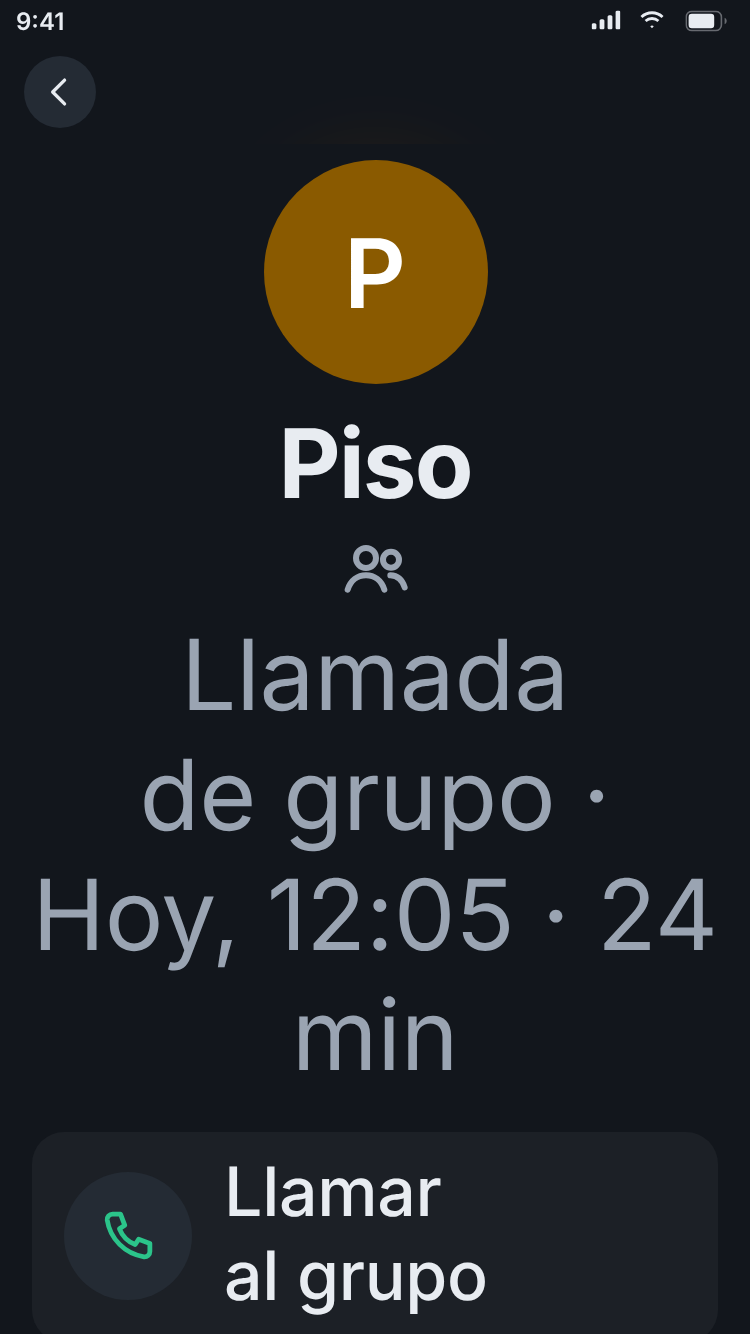 9:41
P
Piso
Llamada
de grupo ·
Hoy, 12:05 · 24
min
Llamar
al grupo